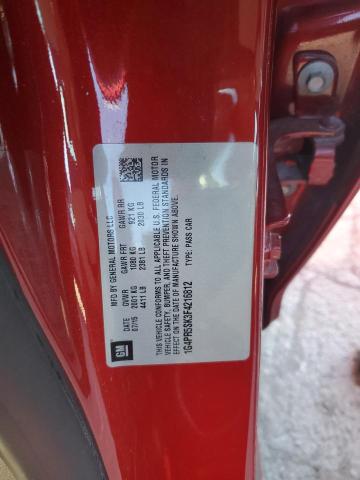 GM
MFD BY GENERAL MOTORS LLC
DATE GVWR GAWR FRT GAWR RR
07/15 2001 KG 1080 KG 921 KG
4411 LB 2381 LB 2030 LB
THIS VEHICLE CONFORMS TO ALL APPLICABLE U.S. FEDERAL MOTOR
VEHICLE SAFETY, BUMPER, AND THEFT PREVENTION STANDARDS IN
EFFECT ON THE DATE OF MANUFACTURE SHOWN ABOVE.
1G4PR5SK3F4216812 TYPE: PASS CAR